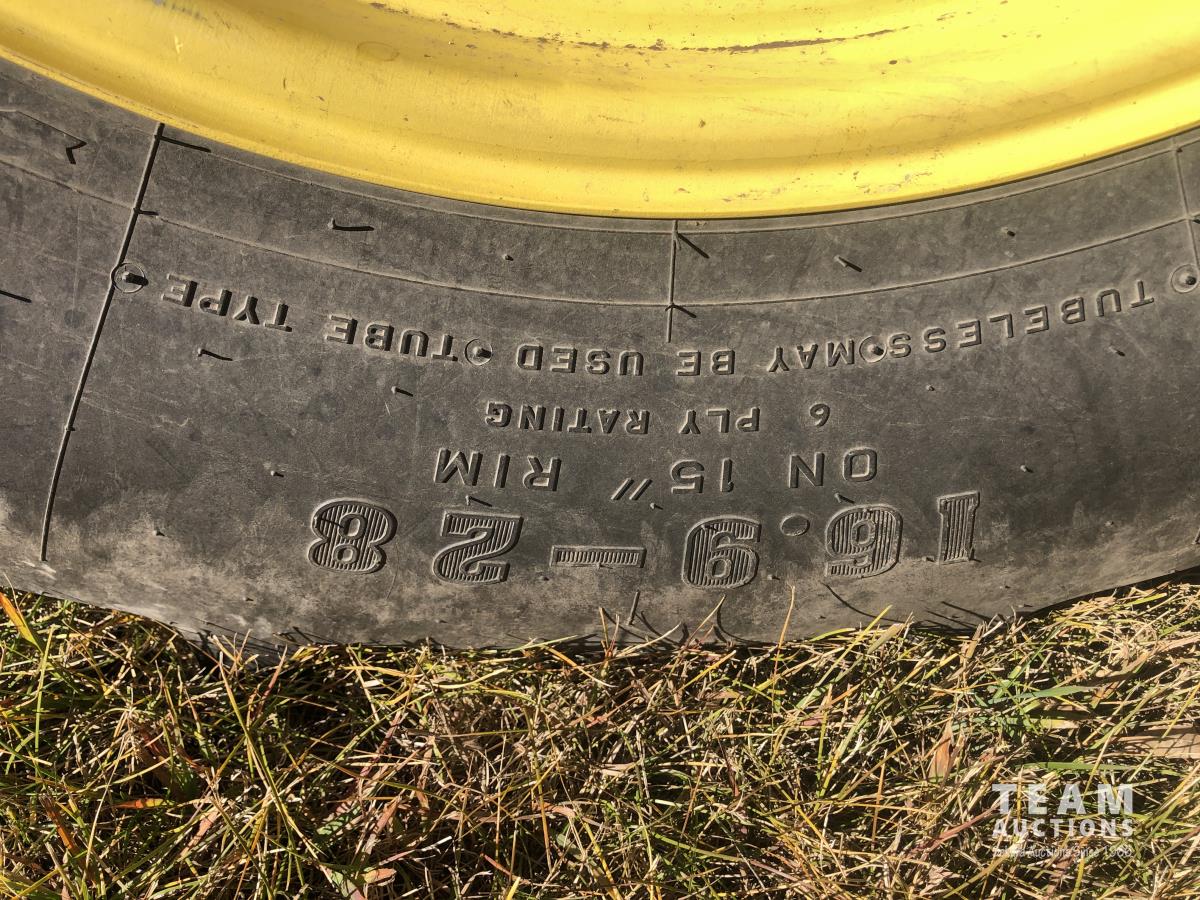 16.9-28
ON 15" RIM
6 PLY RATING
TUBELESS MAY BE USED TUBE TYPE
TEAM
AUCTIONS